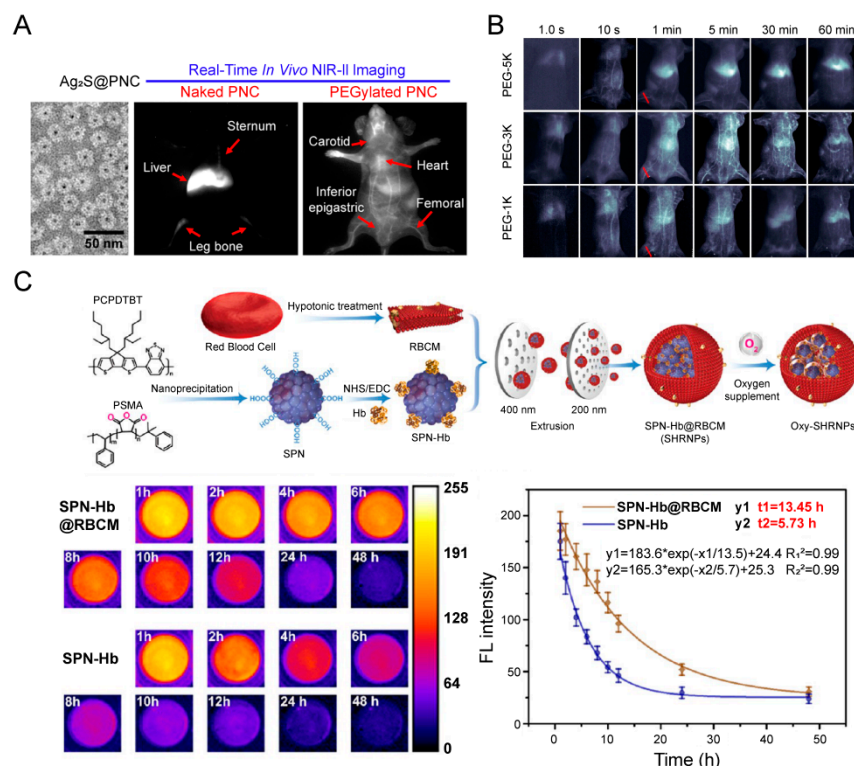 A
Ag₂S@PNC
Real-Time In Vivo NIR-II Imaging
Naked PNC
PEGylated PNC
Sternum
Liver
Leg bone
50 nm
Carotid
Heart
Inferior
epigastric
Femoral
B
1.0 s
10 s
1 min
5 min
30 min
60 min
PEG-5K
PEG-3K
PEG-1K
C
PCPDTBT
n
PSMA
m
n
Nanoprecipitation
Red Blood Cell
Hypotonic treatment
RBCM
COOH
HOOC
SPN
NHS/EDC
Hb
SPN-Hb
400 nm
200 nm
Extrusion
SPN-Hb@RBCM
(SHRNPs)
O₂
Oxygen
supplement
Oxy-SHRNPs
SPN-Hb
@RBCM
1h
2h
4h
6h
8h
10h
12h
24 h
48 h
SPN-Hb
1h
2h
4h
6h
8h
10h
12h
24 h
48 h
255
191
128
64
0
FL intensity
200
150
100
50
0
0
10
20
30
40
50
Time (h)
SPN-Hb@RBCM y1 t1=13.45 h
SPN-Hb y2 t2=5.73 h
y1=183.6*exp(-x1/13.5)+24.4 R₁²=0.99
y2=165.3*exp(-x2/5.7)+25.3 R₂²=0.99